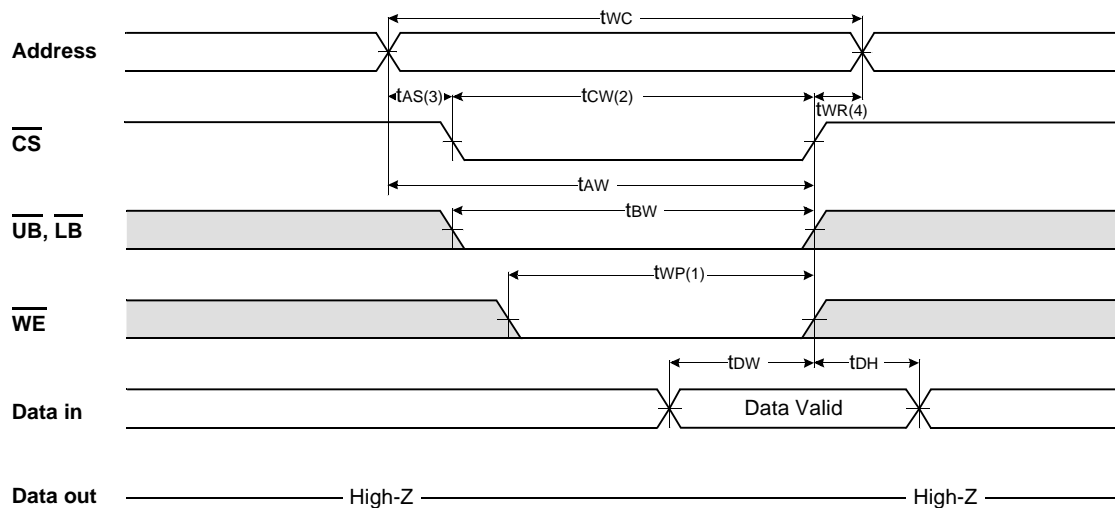 tWC
Address
tAS(3) tCW(2) tWR(4)
CS
tAW
UB, LB
tBW
WE
tWP(1)
tDW tDH
Data in Data Valid
Data out High-Z High-Z